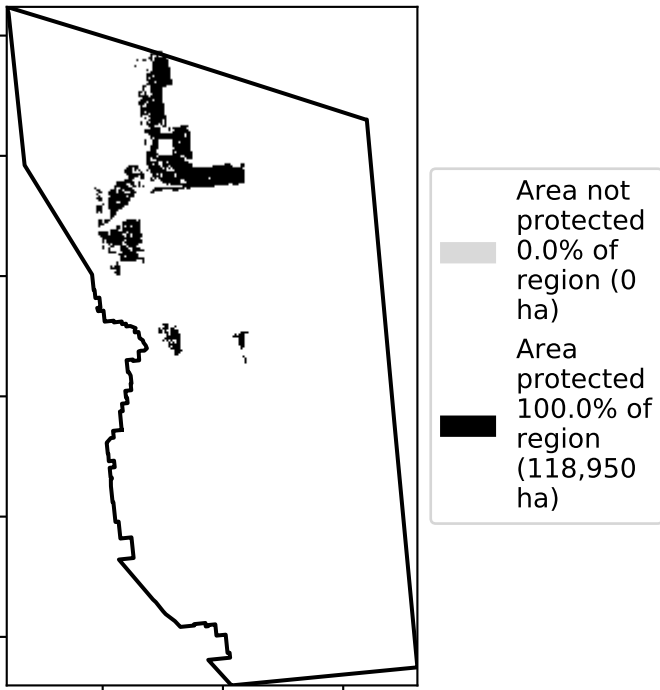 Area not
protected
0.0% of
region (0
ha)
Area
protected
100.0% of
region
(118,950
ha)